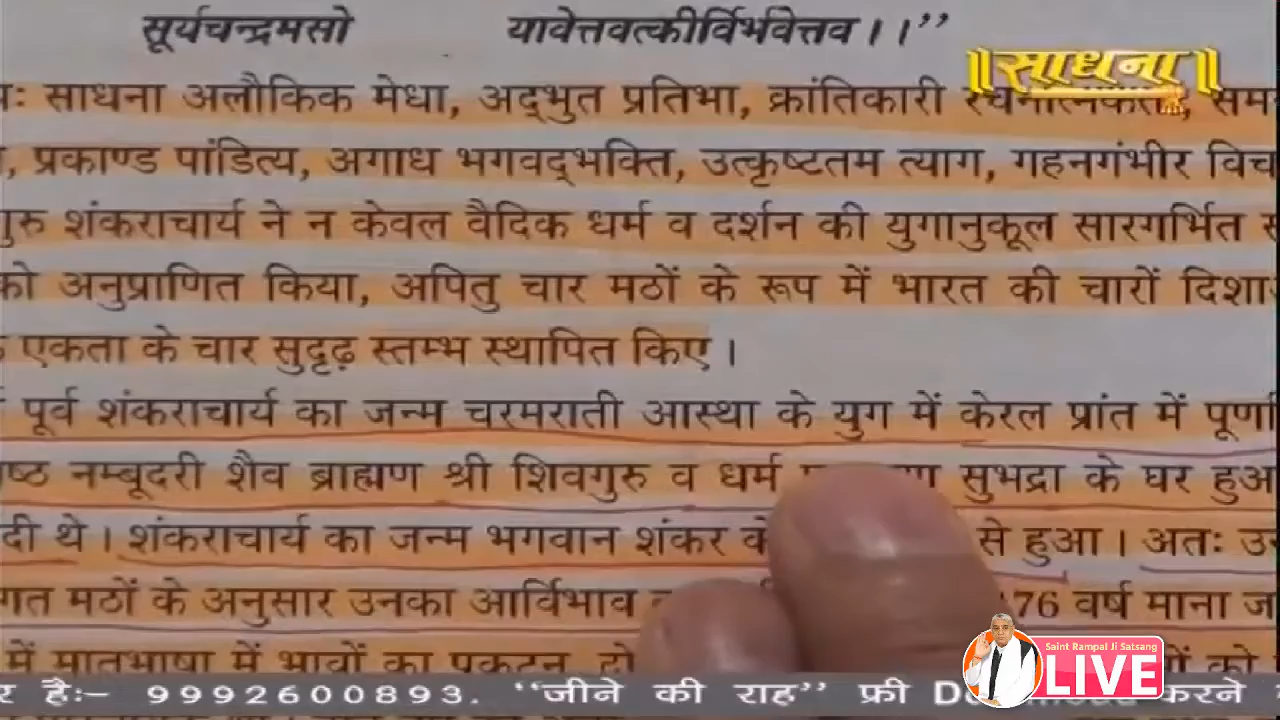 सूर्यचन्द्रमसो यावेत्तवत्कीर्विर्भवेत्तव।।”
॥साधना॥
साधना अलौकिक मेधा, अद्भुत प्रतिभा, क्रांतिकारी
प्रकाण्ड पांडित्य, अगाध भगवद्भक्ति, उत्कृष्टतम त्याग, गहनगंभीर
शंकराचार्य ने न केवल वैदिक धर्म व दर्शन की युगानुकूल सारगर्भित
को अनुप्राणित किया, अपितु चार मठों के रूप में भारत की चारों
एकता के चार सुदृढ़ स्तम्भ स्थापित किए।
पूर्व शंकराचार्य का जन्म चरमराती आस्था के युग में केरल प्रांत में
नम्बूदरी शैव ब्राह्मण श्री शिवगुरु व धर्म सुभद्रा के घर
दी थे। शंकराचार्य का जन्म भगवान शंकर से हुआ। अतः
गत मठों के अनुसार उनका आर्विभाव 76 वर्ष माना
में मातृभाषा में भावों का प्रकटन, दो
Saint Rampal Ji Satsang
LIVE
र है:– 9992600893. “जीने की राह” फ्री करने